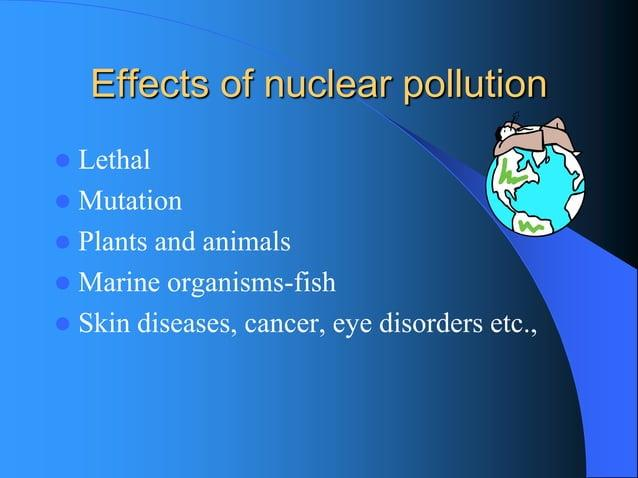 Effects of nuclear pollution
Lethal
Mutation
Plants and animals
Marine organisms-fish
Skin diseases, cancer, eye disorders etc.,